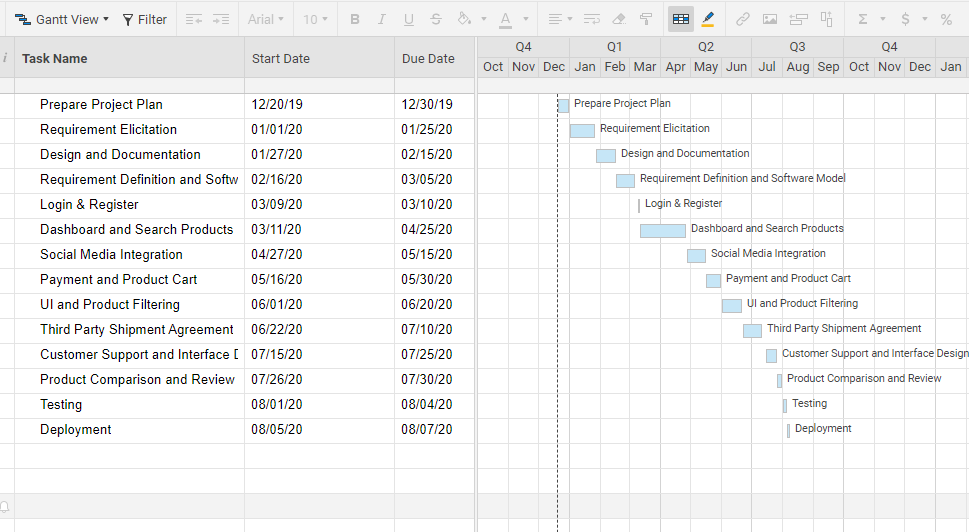 Gantt View Filter Arial 10 B I U S A Σ $ %
i Task Name Start Date Due Date
Q4 Q1 Q2 Q3 Q4
Oct Nov Dec Jan Feb Mar Apr May Jun Jul Aug Sep Oct Nov Dec Jan
Prepare Project Plan 12/20/19 12/30/19 Prepare Project Plan
Requirement Elicitation 01/01/20 01/25/20 Requirement Elicitation
Design and Documentation 01/27/20 02/15/20 Design and Documentation
Requirement Definition and Softw 02/16/20 03/05/20 Requirement Definition and Software Model
Login & Register 03/09/20 03/10/20 Login & Register
Dashboard and Search Products 03/11/20 04/25/20 Dashboard and Search Products
Social Media Integration 04/27/20 05/15/20 Social Media Integration
Payment and Product Cart 05/16/20 05/30/20 Payment and Product Cart
UI and Product Filtering 06/01/20 06/20/20 UI and Product Filtering
Third Party Shipment Agreement 06/22/20 07/10/20 Third Party Shipment Agreement
Customer Support and Interface D 07/15/20 07/25/20 Customer Support and Interface Design
Product Comparison and Review 07/26/20 07/30/20 Product Comparison and Review
Testing 08/01/20 08/04/20 Testing
Deployment 08/05/20 08/07/20 Deployment